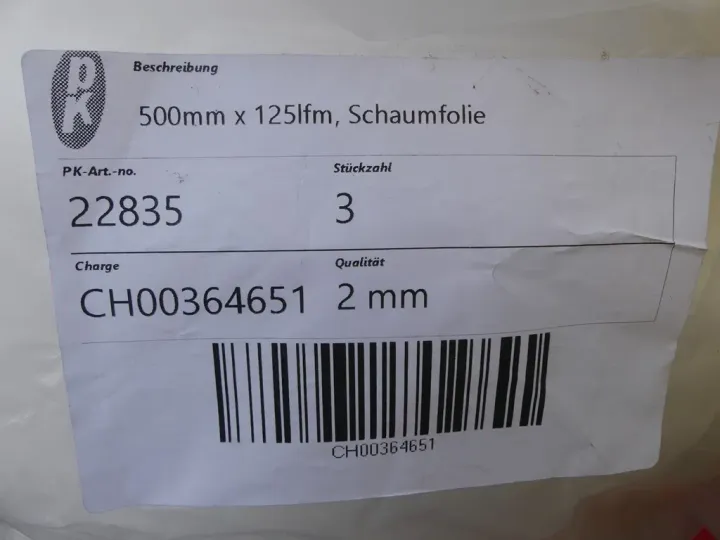 PK
Beschreibung
500mm x 125lfm, Schaumfolie
PK-Art.-no. Stückzahl
22835 3
Charge Qualität
CH00364651 2 mm
CH00364651